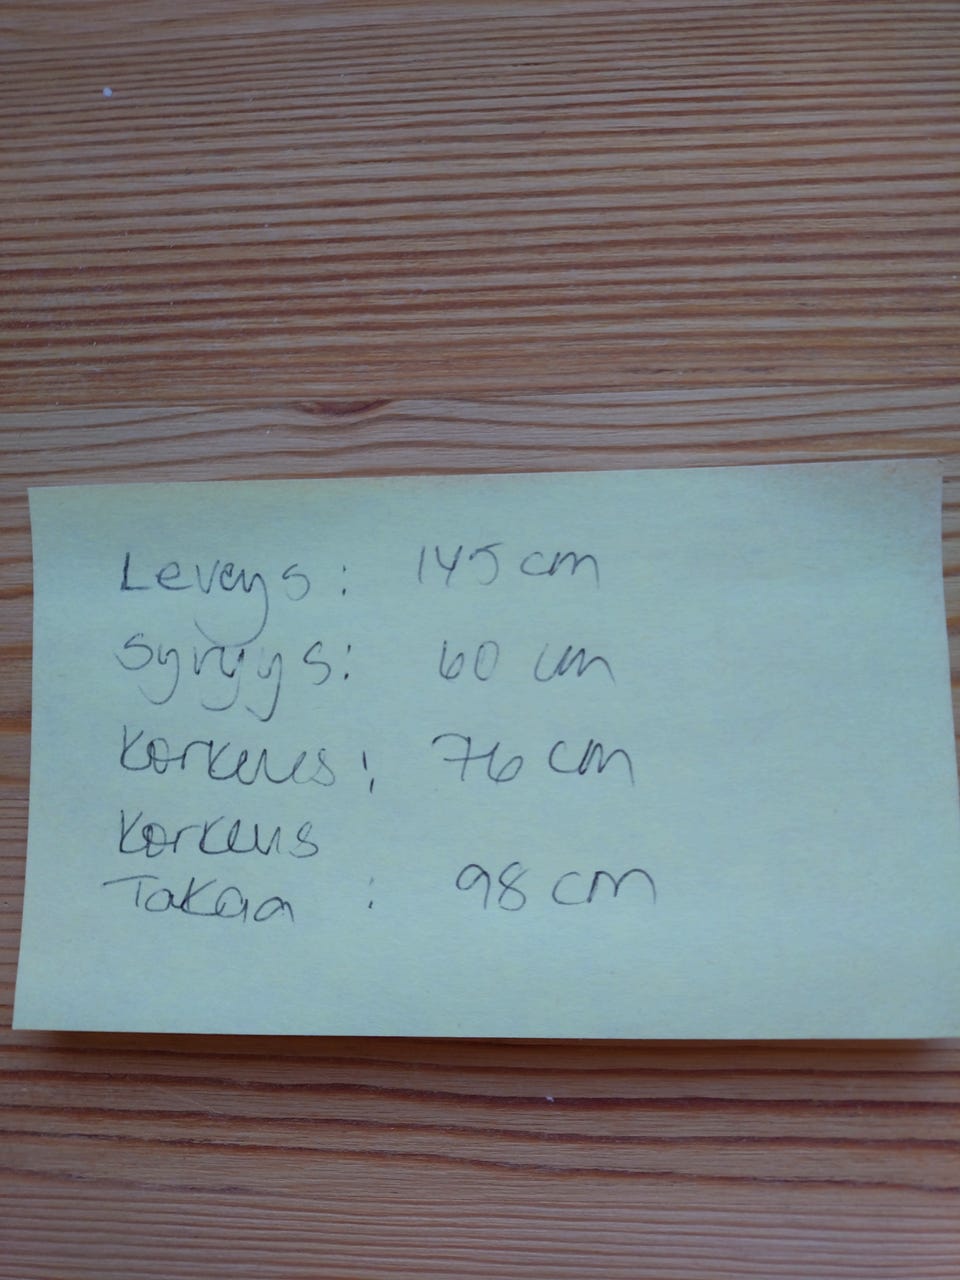 Leveys: 145 cm
Syvyys: 60 cm
Korkeus: 76 cm
Korkeus
Takaa : 98 cm